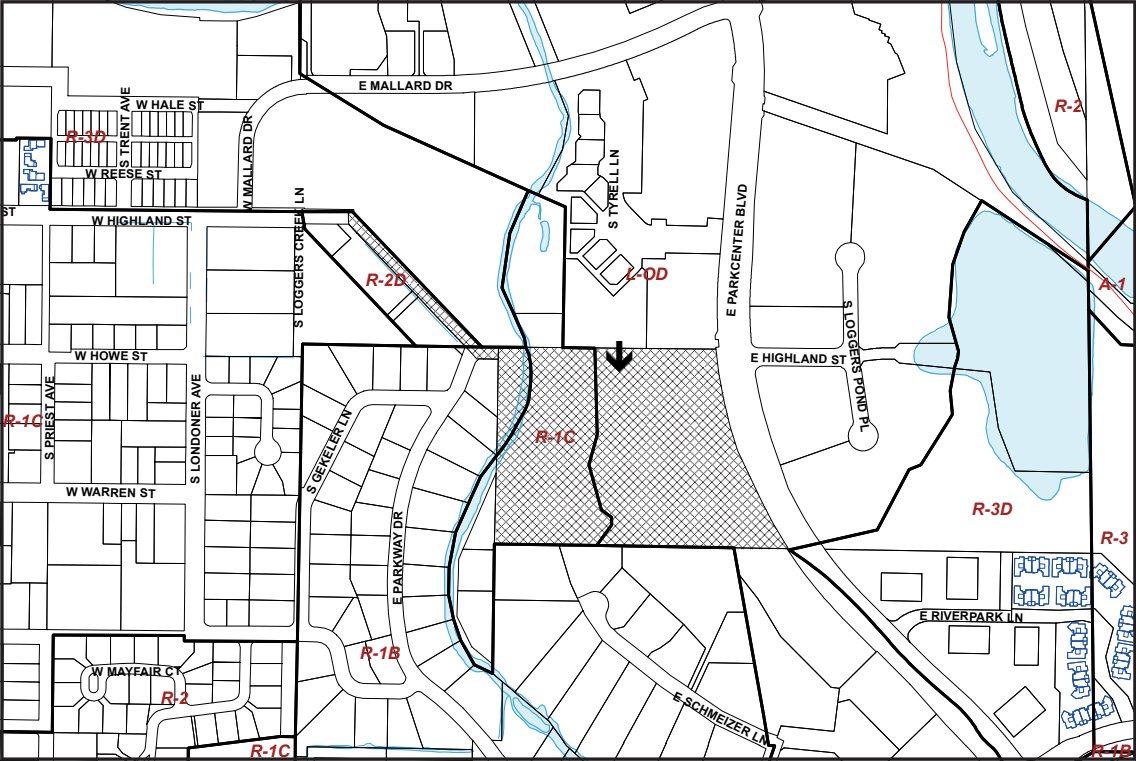 E MALLARD DR
W HALE ST
R-2
R-3D
S TRENT AVE
W MALLARD DR
W REESE ST
S TYRELL LN
ST
W HIGHLAND ST
S LOGGERS CREEK LN
E PARKCENTER BLVD
R-2D
L-OD
A-1
W HOWE ST
E HIGHLAND ST
S LOGGERS POND PL
R-1C
S PRIEST AVE
S LONDONER AVE
S GEKELER LN
R-1C
W WARREN ST
R-3D
R-3
E PARKWAY DR
E RIVERPARK LN
R-1B
W MAYFAIR CT
R-2
E SCHMEIZER LN
R-1C
R-1B